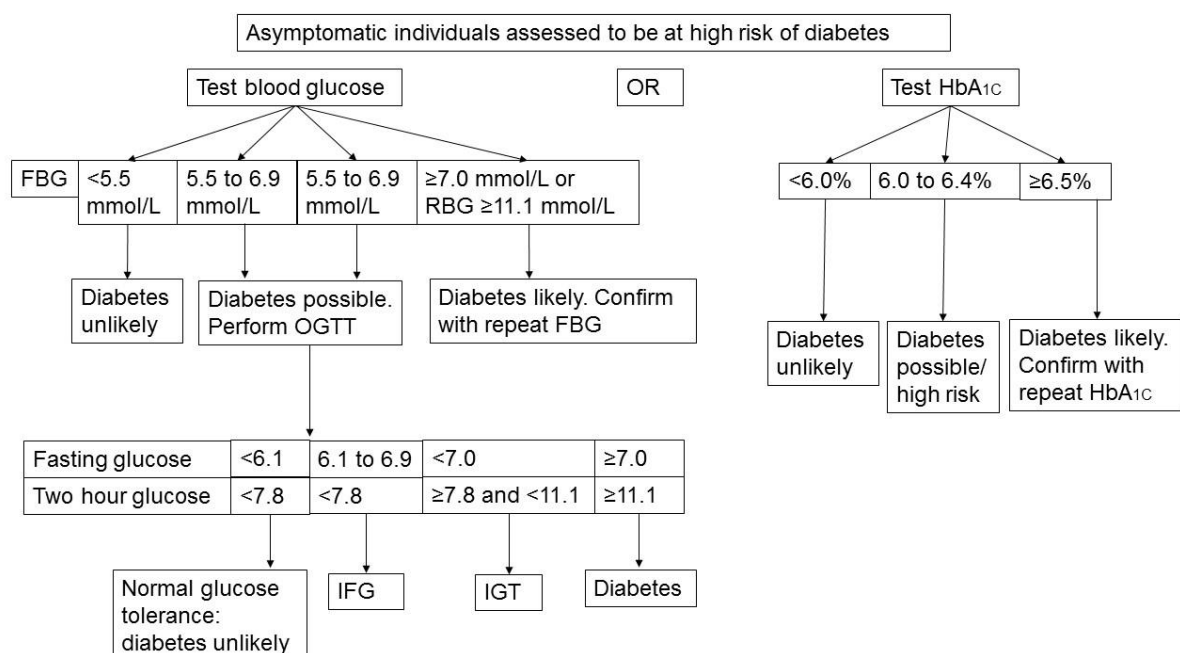 Asymptomatic individuals assessed to be at high risk of diabetes
Test blood glucose
OR
Test HbA1C
FBG
<5.5
mmol/L
5.5 to 6.9
mmol/L
5.5 to 6.9
mmol/L
≥7.0 mmol/L or
RBG ≥11.1 mmol/L
<6.0%
6.0 to 6.4%
≥6.5%
Diabetes
unlikely
Diabetes possible.
Perform OGTT
Diabetes likely. Confirm
with repeat FBG
Diabetes
unlikely
Diabetes
possible/
high risk
Diabetes likely.
Confirm with
repeat HbA1C
Fasting glucose
<6.1
6.1 to 6.9
<7.0
≥7.0
Two hour glucose
<7.8
<7.8
≥7.8 and <11.1
≥11.1
Normal glucose
tolerance:
diabetes unlikely
IFG
IGT
Diabetes